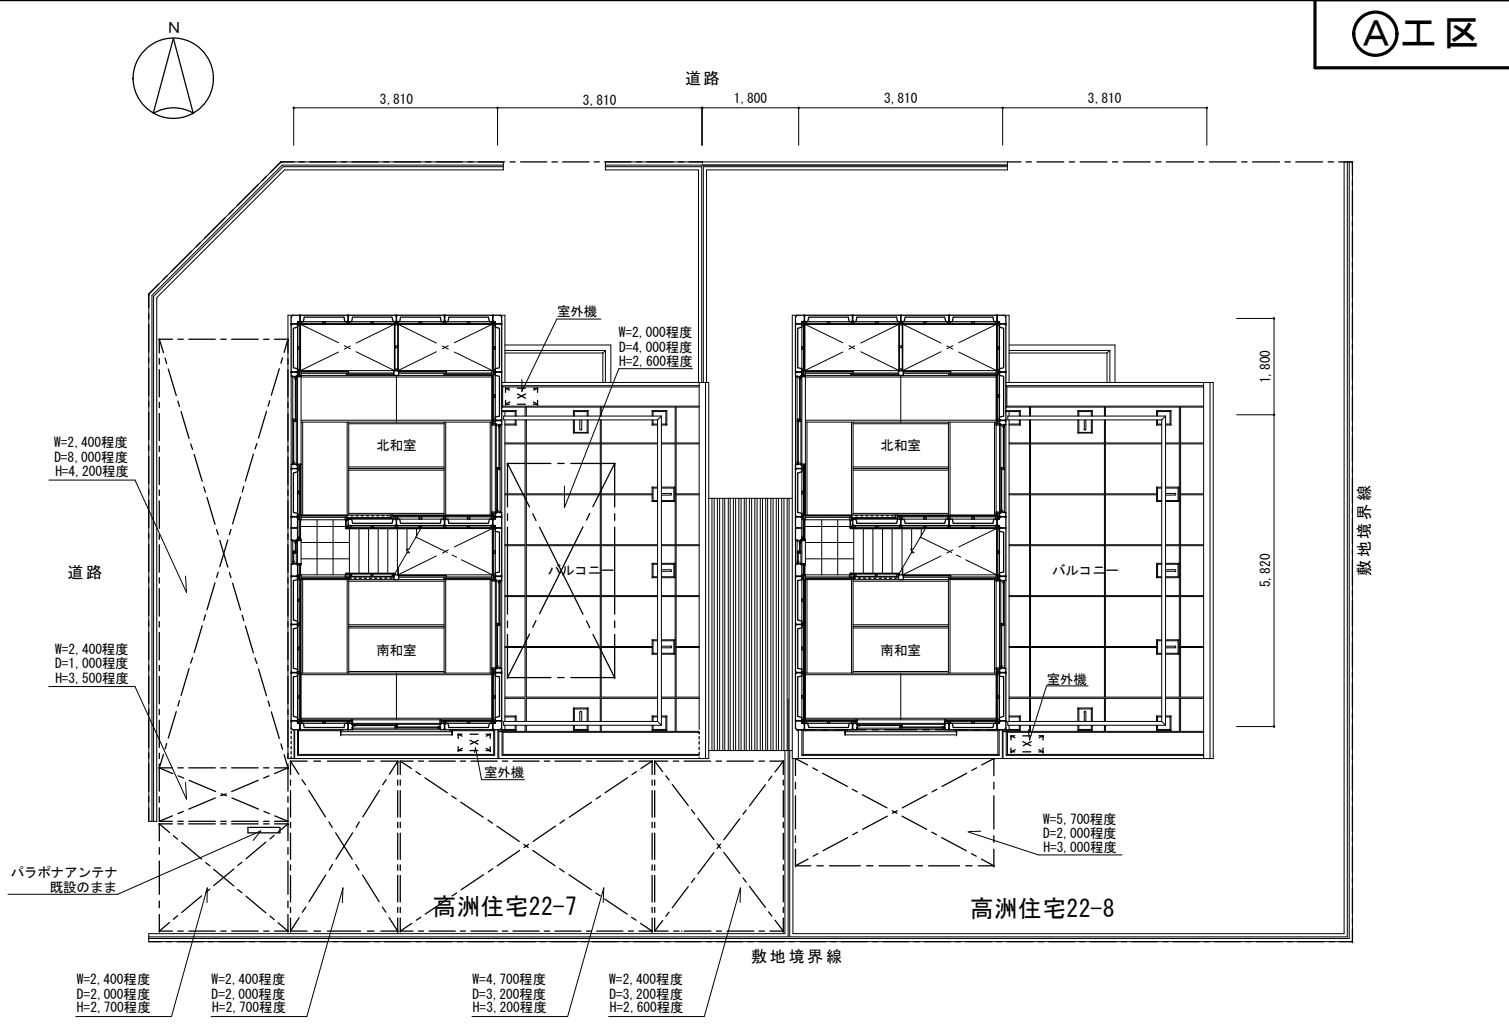 Ⓐ工区
N
道路
3,810
3,810
1,800
3,810
3,810
室外機
W=2,000程度
D=4,000程度
H=2,600程度
1,800
北和室
北和室
W=2,400程度
D=8,000程度
H=4,200程度
敷地境界線
道路
バルコニー
バルコニー
5,820
W=2,400程度
D=1,000程度
H=3,500程度
南和室
南和室
室外機
室外機
W=5,700程度
D=2,000程度
H=3,000程度
パラボナアンテナ
既設のまま
高洲住宅22-7
高洲住宅22-8
敷地境界線
W=2,400程度
D=2,000程度
H=2,700程度
W=2,400程度
D=2,000程度
H=2,700程度
W=4,700程度
D=3,200程度
H=3,200程度
W=2,400程度
D=3,200程度
H=2,600程度